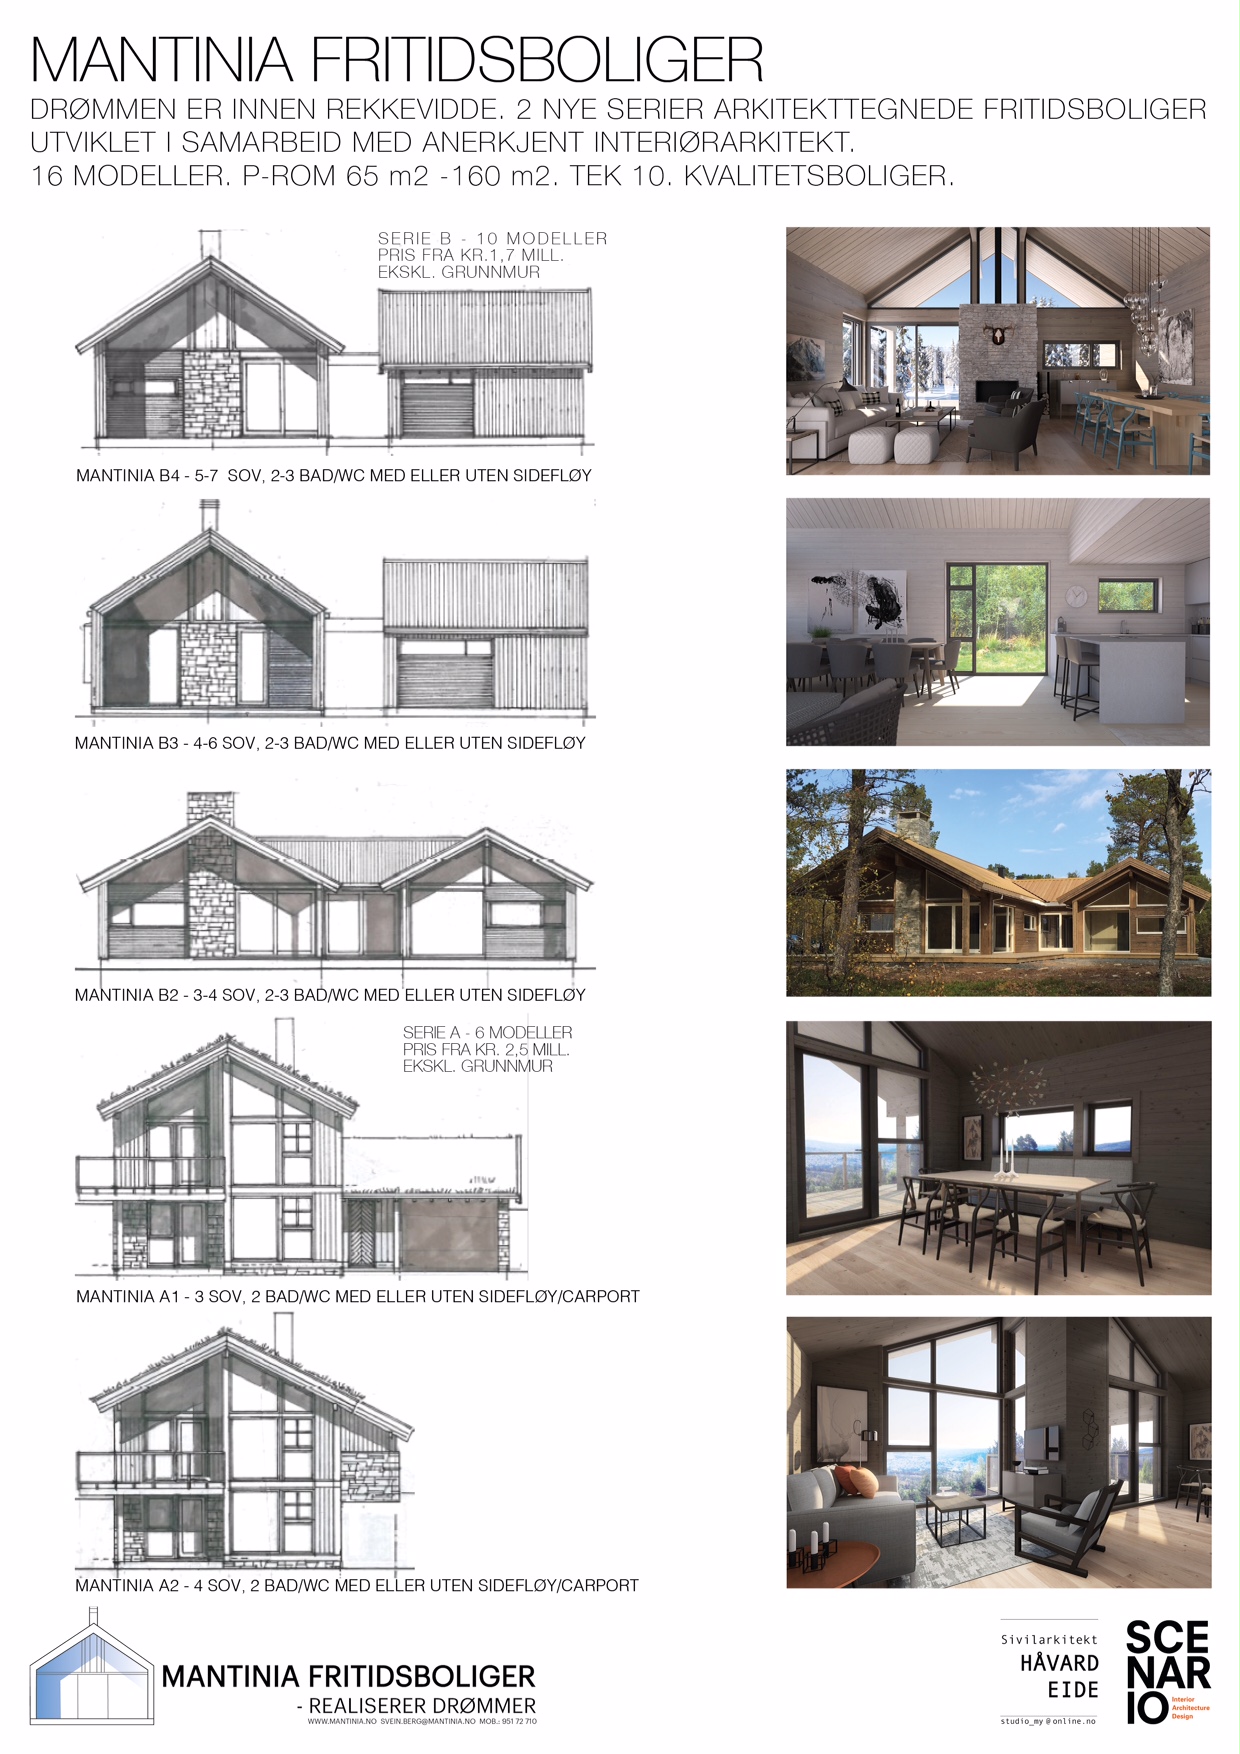 MANTINIA FRITIDSBOLIGER
DRØMMEN ER INNEN REKKEVIDDE. 2 NYE SERIER ARKITEKTTEGNEDE FRITIDSBOLIGER
UTVIKLET I SAMARBEID MED ANERKJENT INTERIØRARKITEKT.
16 MODELLER. P-ROM 65 m2 -160 m2. TEK 10. KVALITETSBOLIGER.
SERIE B - 10 MODELLER
PRIS FRA KR.1,7 MILL.
EKSKL. GRUNNMUR
MANTINIA B4 - 5-7 SOV, 2-3 BAD/WC MED ELLER UTEN SIDEFLØY
MANTINIA B3 - 4-6 SOV, 2-3 BAD/WC MED ELLER UTEN SIDEFLØY
MANTINIA B2 - 3-4 SOV, 2-3 BAD/WC MED ELLER UTEN SIDEFLØY
SERIE A - 6 MODELLER
PRIS FRA KR. 2,5 MILL.
EKSKL. GRUNNMUR
MANTINIA A1 - 3 SOV, 2 BAD/WC MED ELLER UTEN SIDEFLØY/CARPORT
MANTINIA A2 - 4 SOV, 2 BAD/WC MED ELLER UTEN SIDEFLØY/CARPORT
MANTINIA FRITIDSBOLIGER
- REALISERER DRØMMER
WWW.MANTINIA.NO SVEIN.BERG@MANTINIA.NO MOB.: 951 72 710
Sivilarkitekt
HÅVARD
EIDE
studio_my@online.no
SCE
NAR
IO
Interior
Architecture
Design